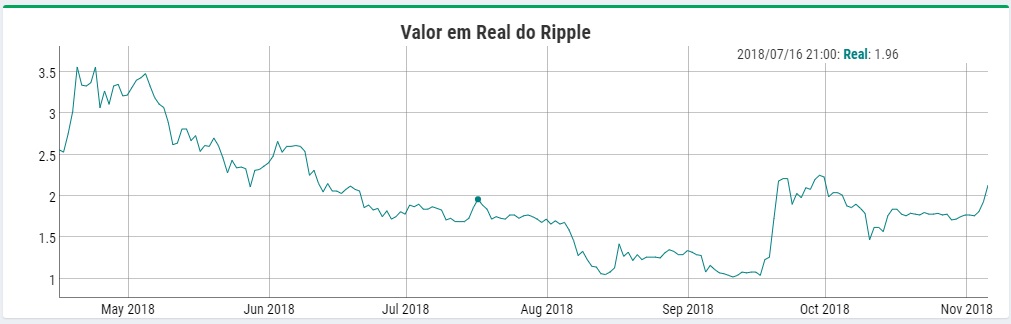 Valor em Real do Ripple
2018/07/16 21:00: Real: 1.96
3.5
3
2.5
2
1.5
1
May 2018 Jun 2018 Jul 2018 Aug 2018 Sep 2018 Oct 2018 Nov 2018